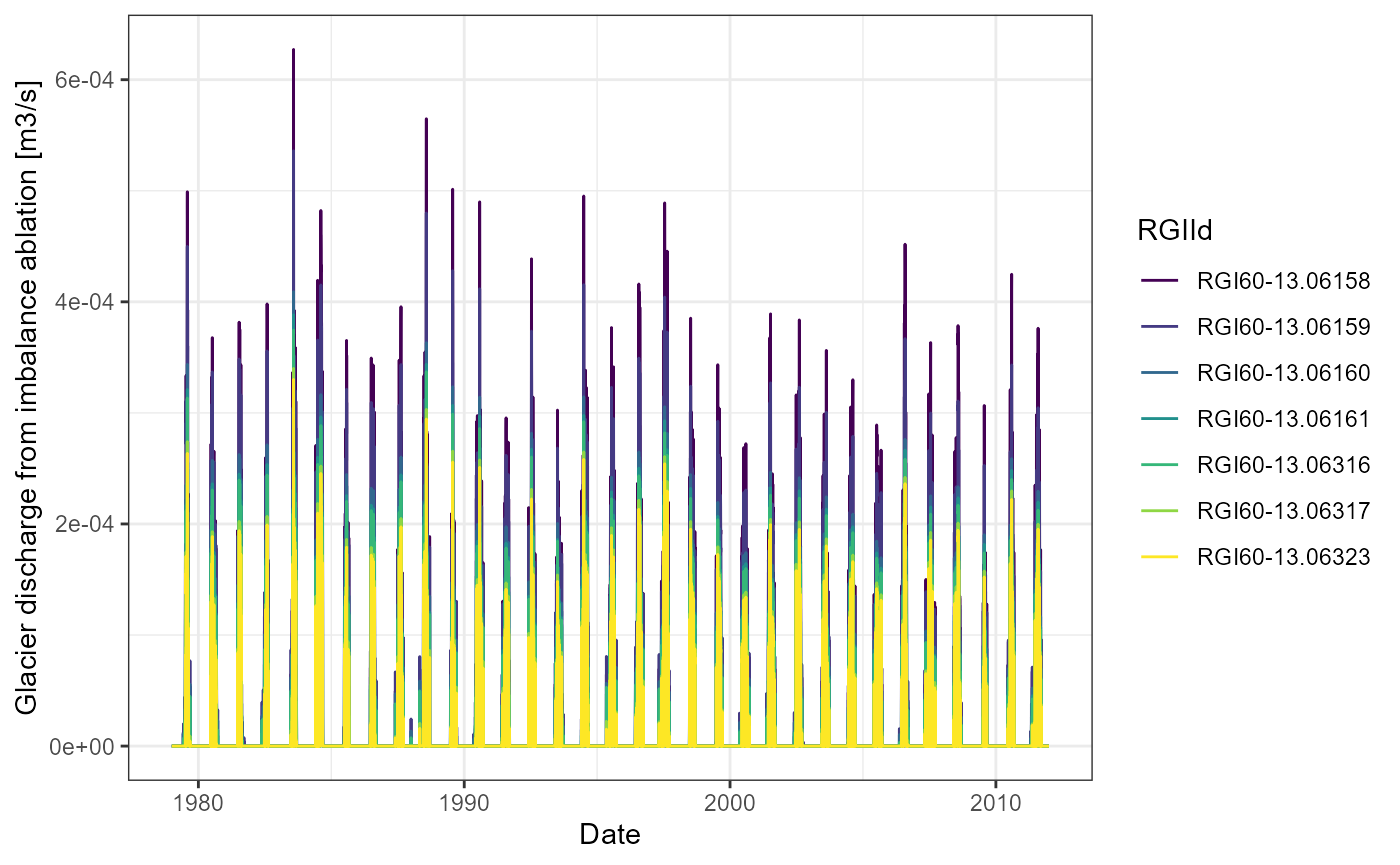 Glacier discharge from imbalance ablation [m3/s]
6e-04
4e-04
2e-04
0e+00
1980
1990
2000
2010
Date
RGIId
RGI60-13.06158
RGI60-13.06159
RGI60-13.06160
RGI60-13.06161
RGI60-13.06316
RGI60-13.06317
RGI60-13.06323